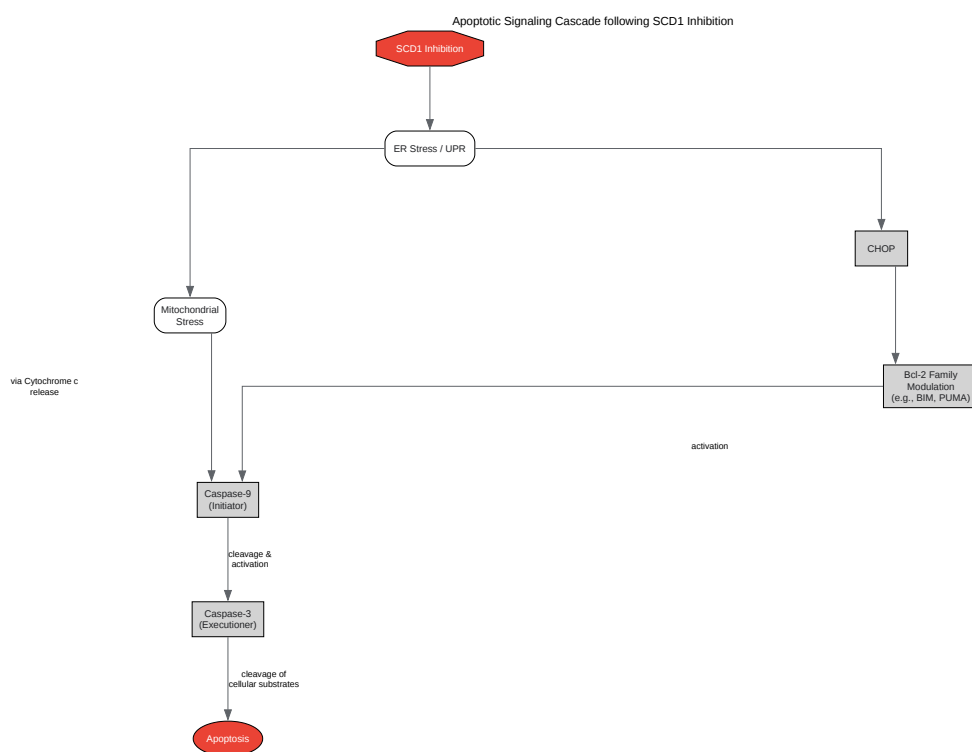 Apoptotic Signaling Cascade following SCD1 Inhibition
SCD1 Inhibition
ER Stress / UPR
CHOP
Mitochondrial
Stress
Bcl-2 Family
Modulation
(e.g., BIM, PUMA)
via Cytochrome c
release
activation
Caspase-9
(Initiator)
cleavage &
activation
Caspase-3
(Executioner)
cleavage of
cellular substrates
Apoptosis